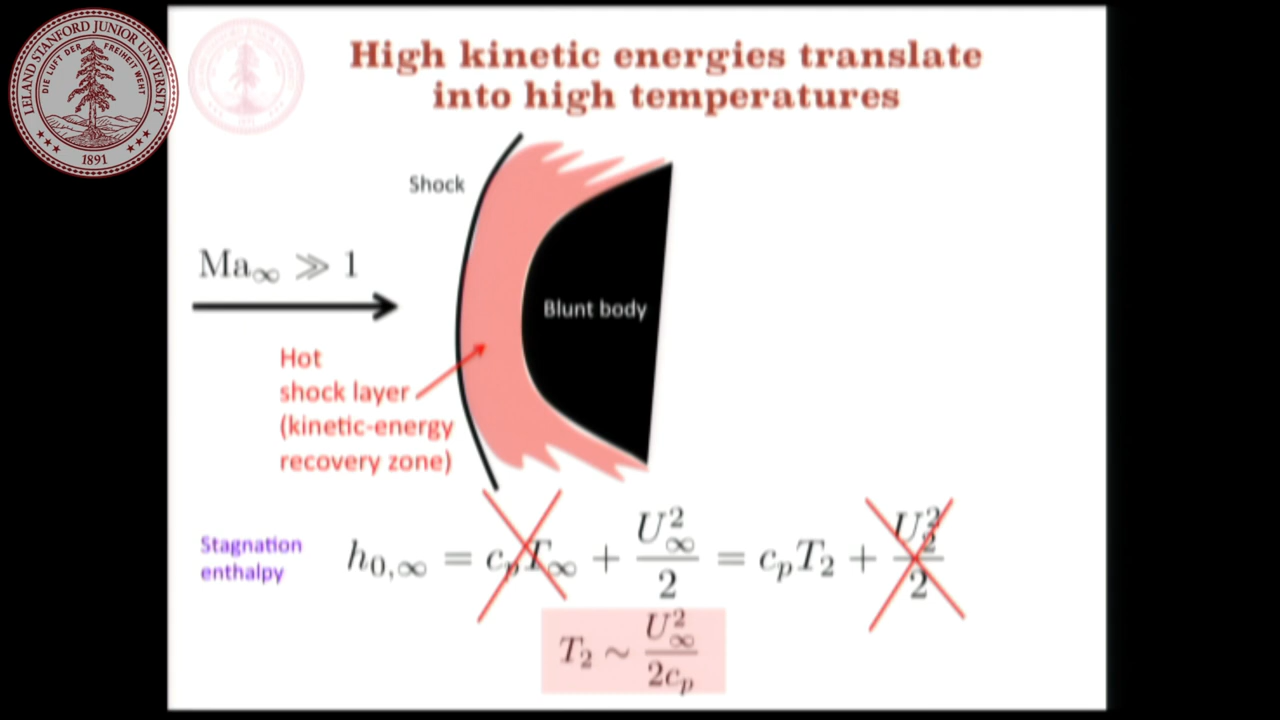 LELAND STANFORD JUNIOR UNIVERSITY
DIE LUFT DER FREIHEIT WEHT
1891
High kinetic energies translate
into high temperatures
Shock
Ma∞ ≫ 1
Blunt body
Hot
shock layer
(kinetic-energy
recovery zone)
Stagnation
enthalpy
h₀,∞ = cₚT∞ + U∞²/2 = cₚT₂ + U₂²/2
T₂ ∼ U∞²/2cₚ